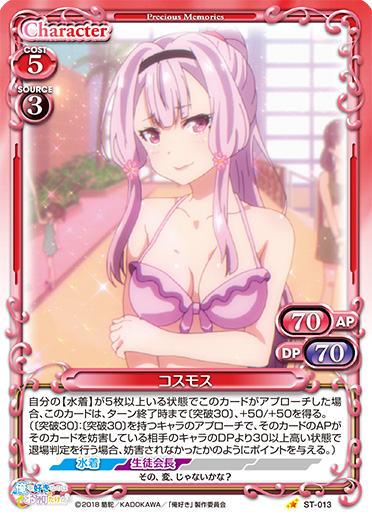 Precious Memories
Character
COST
5
SOURCE
3
70 AP
DP 70
コスモス
自分の【水着】が5枚以上いる状態でこのカードがアプローチした場
合、このカードは、ターン終了時まで〔突破30〕、+50/+50を得る。
(〔突破30〕:〔突破30〕を持つキャラのアプローチで、そのカードのAPが
そのカードを妨害している相手のキャラのDPより30以上高い状態で
退場判定を行う場合、妨害されなかったかのようにポイントを与える。)
水着 生徒会長
その、変、じゃないかな?
©2018 駱駝/KADOKAWA/「俺好き」製作委員会
ST-013